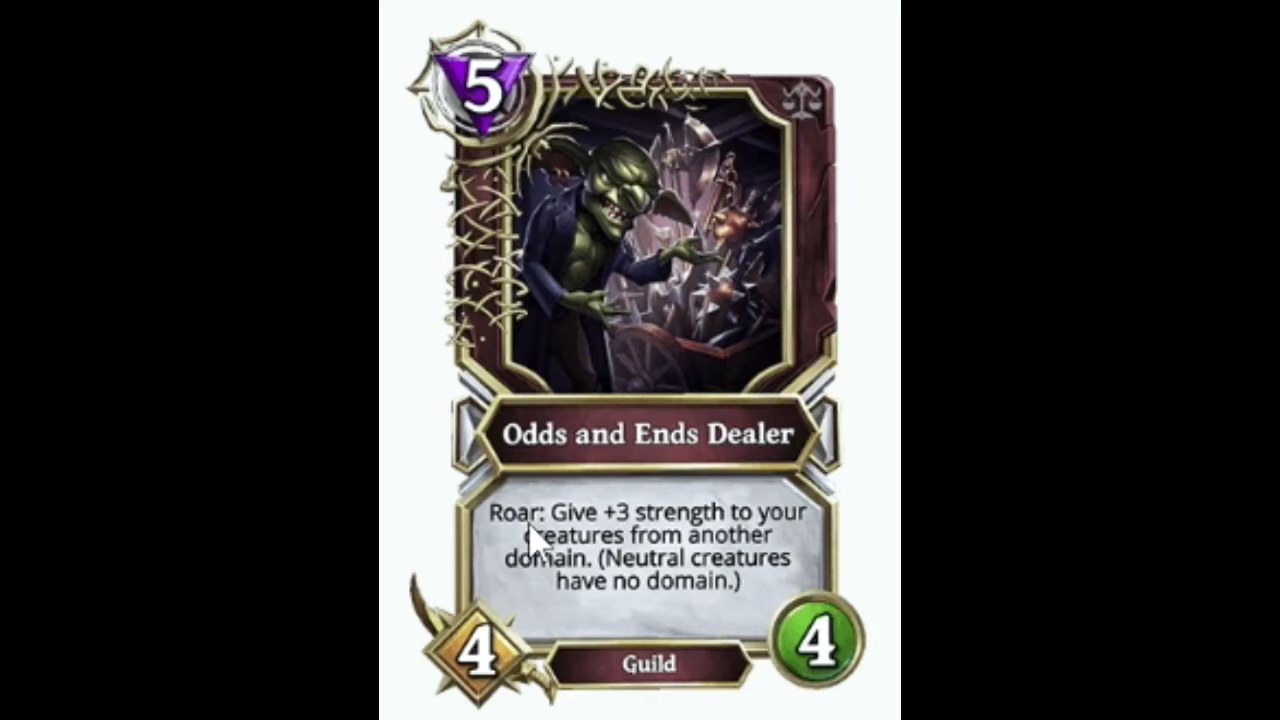 5
Odds and Ends Dealer
Roar: Give +3 strength to your
creatures from another
domain. (Neutral creatures
have no domain.)
4
Guild
4